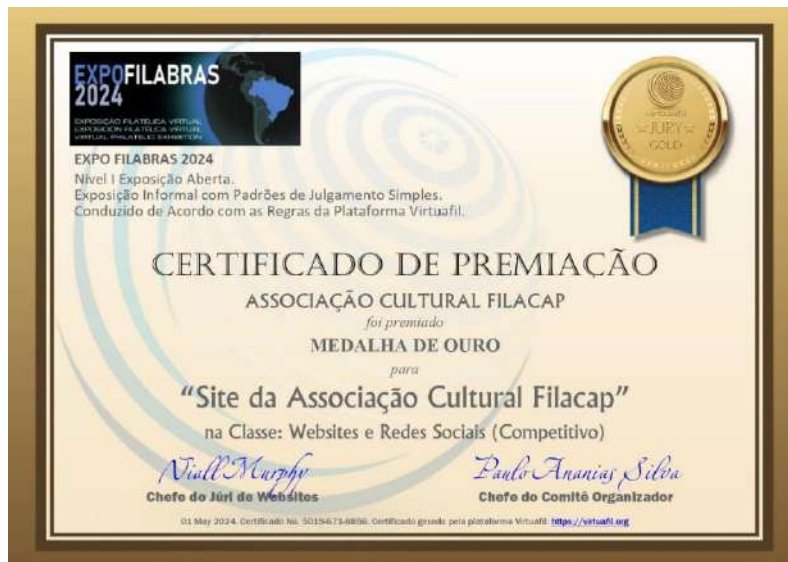 EXPOFILABRAS
2024
EXPOSIÇÃO FILATÉLICA VIRTUAL
EXPOSICIÓN FILATÉLICA VIRTUAL
VIRTUAL PHILATELIC EXHIBITION
JURY
GOLD
EXPO FILABRAS 2024
Nível I Exposição Aberta.
Exposição Informal com Padrões de Julgamento Simples.
Conduzido de Acordo com as Regras da Plataforma Virtuafil.
CERTIFICADO DE PREMIAÇÃO
ASSOCIAÇÃO CULTURAL FILACAP
foi premiado
MEDALHA DE OURO
para
“Site da Associação Cultural Filacap”
na Classe: Websites e Redes Sociais (Competitivo)
Niall Murphy Paulo Ananias Silva
Chefe do Júri de Websites Chefe do Comitê Organizador
01 May 2024. Certificado No. 5019-671-8856. Certificado gerado pela plataforma Virtuafil: https://virtuafil.org